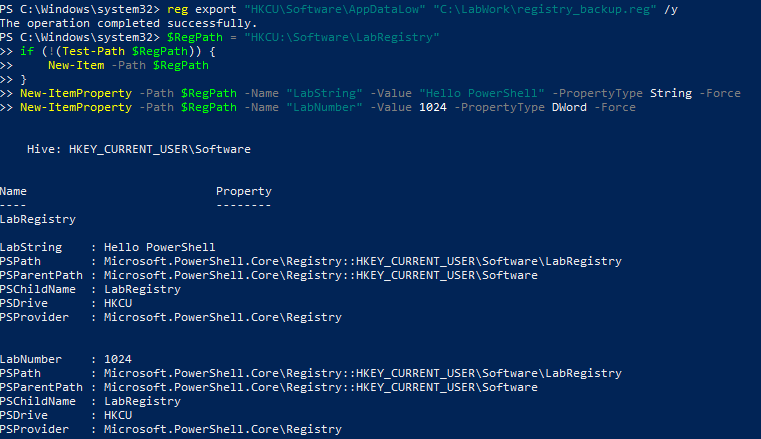 PS C:\Windows\system32> reg export "HKCU\Software\AppDataLow" "C:\LabWork\registry_backup.reg" /y
The operation completed successfully.
PS C:\Windows\system32> $RegPath = "HKCU:\Software\LabRegistry"
>> if (!(Test-Path $RegPath)) {
>>     New-Item -Path $RegPath
>> }
>> New-ItemProperty -Path $RegPath -Name "LabString" -Value "Hello PowerShell" -PropertyType String -Force
>> New-ItemProperty -Path $RegPath -Name "LabNumber" -Value 1024 -PropertyType DWord -Force
    Hive: HKEY_CURRENT_USER\Software
Name                           Property
----                           --------
LabRegistry
LabString    : Hello PowerShell
PSPath       : Microsoft.PowerShell.Core\Registry::HKEY_CURRENT_USER\Software\LabRegistry
PSParentPath : Microsoft.PowerShell.Core\Registry::HKEY_CURRENT_USER\Software
PSChildName  : LabRegistry
PSDrive      : HKCU
PSProvider   : Microsoft.PowerShell.Core\Registry
LabNumber    : 1024
PSPath       : Microsoft.PowerShell.Core\Registry::HKEY_CURRENT_USER\Software\LabRegistry
PSParentPath : Microsoft.PowerShell.Core\Registry::HKEY_CURRENT_USER\Software
PSChildName  : LabRegistry
PSDrive      : HKCU
PSProvider   : Microsoft.PowerShell.Core\Registry